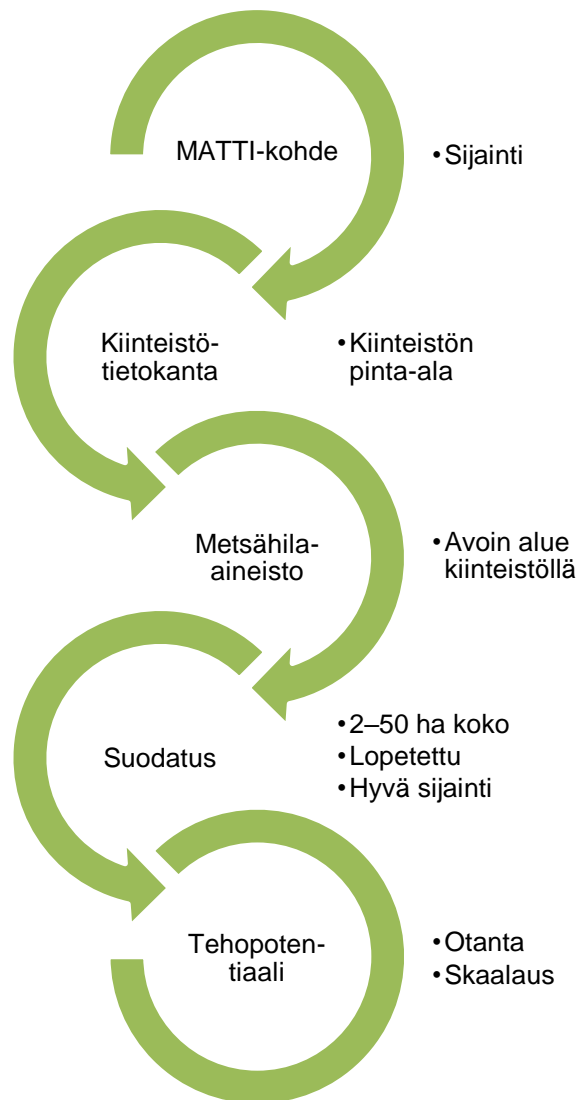 MATTI-kohde
•Sijainti
Kiinteistö-
tietokanta
•Kiinteistön
pinta-ala
Metsähila-
aineisto
•Avoin alue
kiinteistöllä
Suodatus
•2–50 ha koko
•Lopetettu
•Hyvä sijainti
Tehopoten-
tiaali
•Otanta
•Skaalaus